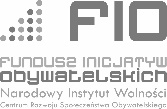 FIO
FUNDUSZ INICJATYW
OBYWATELSKICH
Narodowy Instytut Wolności
Centrum Rozwoju Społeczeństwa Obywatelskiego